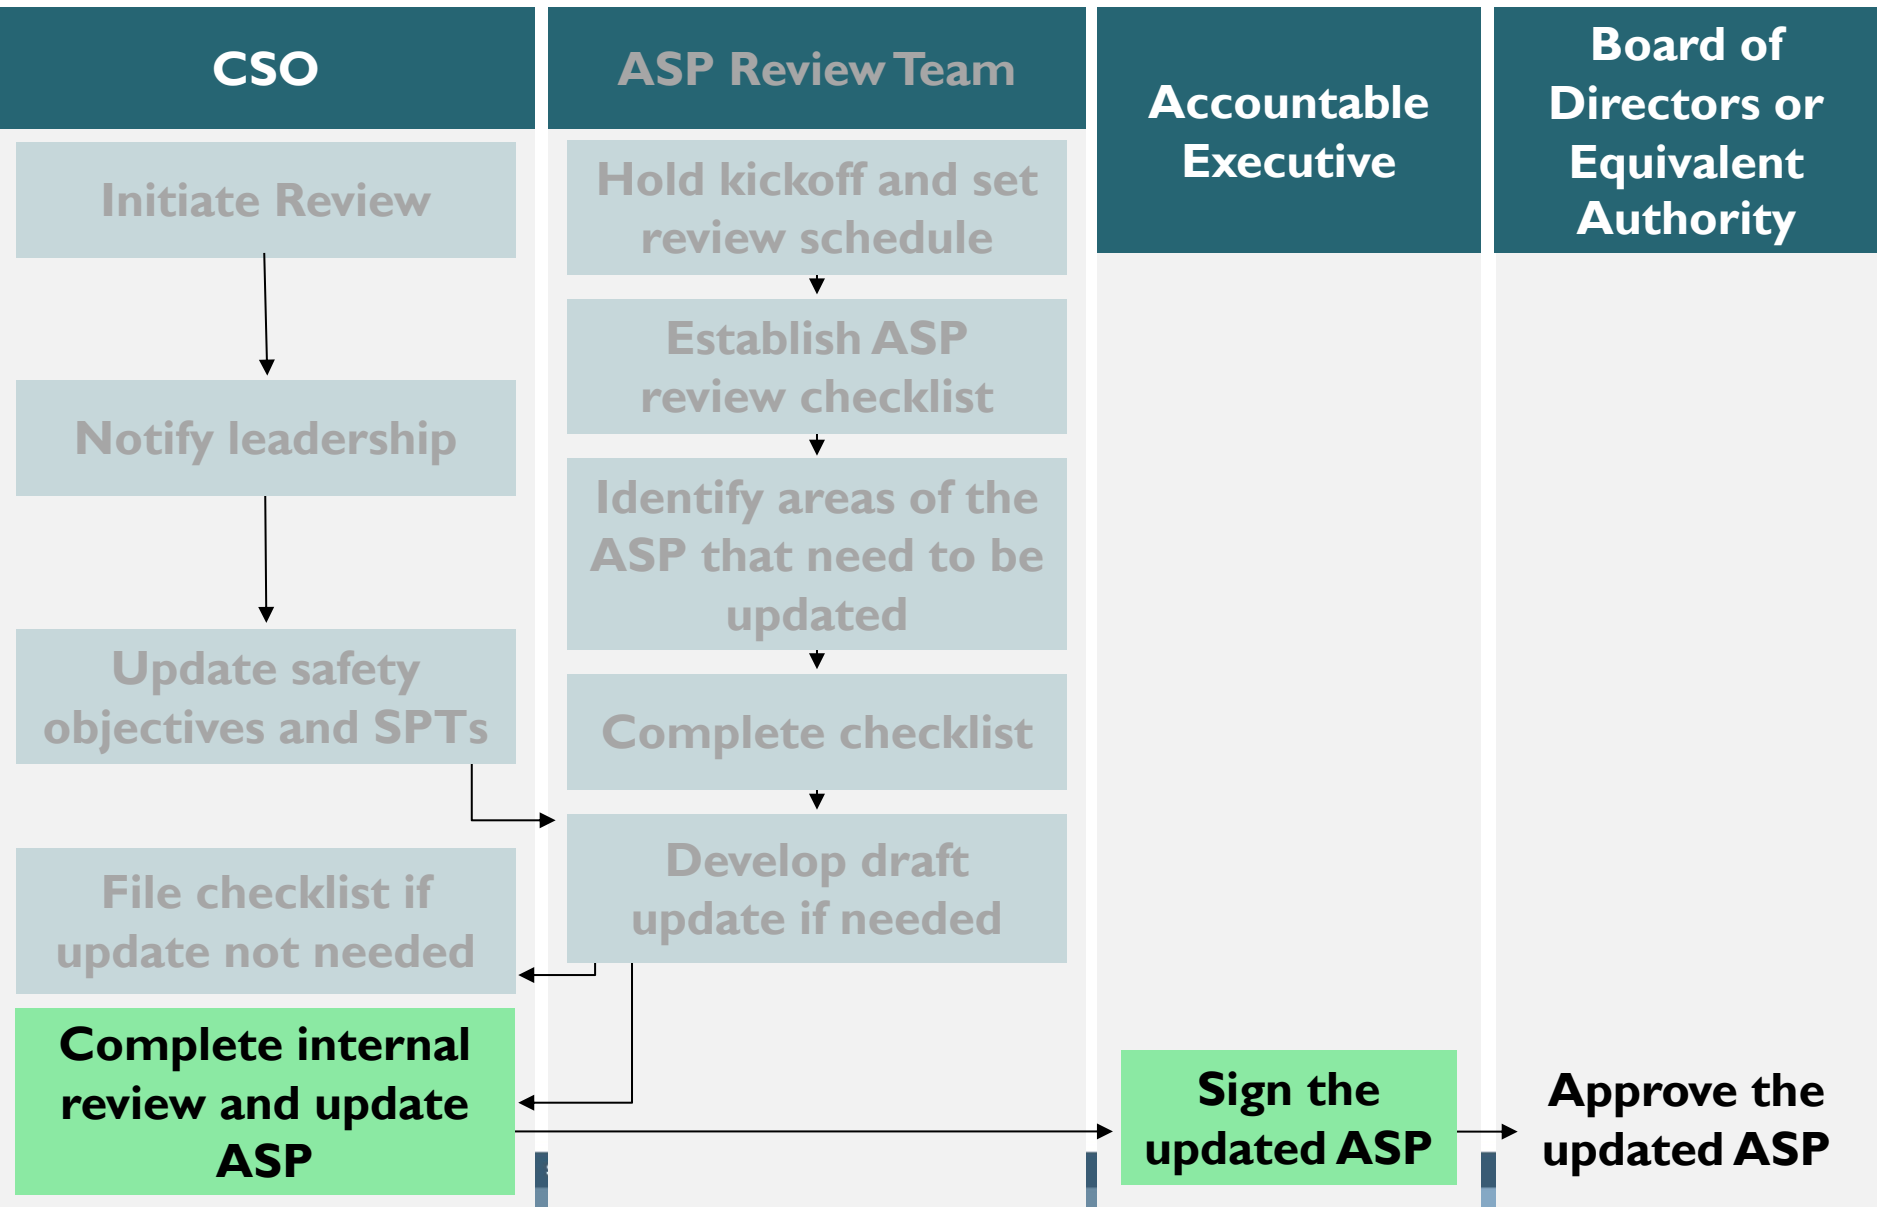 CSO
Initiate Review
Notify leadership
Update safety
objectives and SPTs
File checklist if
update not needed
Complete internal
review and update
ASP
ASP Review Team
Hold kickoff and set
review schedule
Establish ASP
review checklist
Identify areas of the
ASP that need to be
updated
Complete checklist
Develop draft
update if needed
Accountable
Executive
Sign the
updated ASP
Board of
Directors or
Equivalent
Authority
Approve the
updated ASP